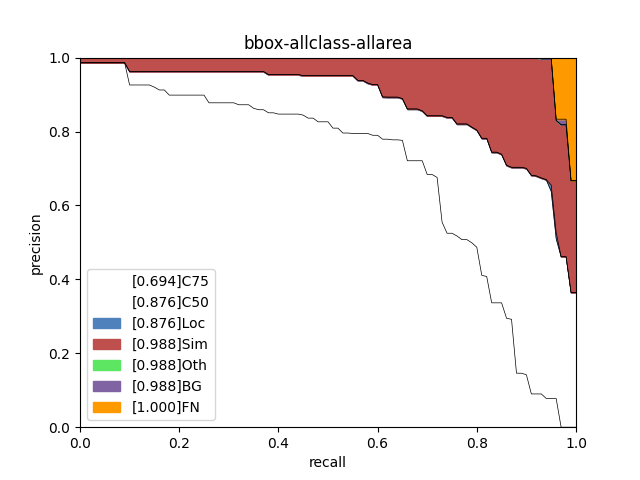 bbox-allclass-allarea
1.0
0.8
0.6
0.4
0.2
0.0
precision
[0.694]C75
[0.876]C50
[0.876]Loc
[0.988]Sim
[0.988]Oth
[0.988]BG
[1.000]FN
0.0 0.2 0.4 0.6 0.8 1.0
recall